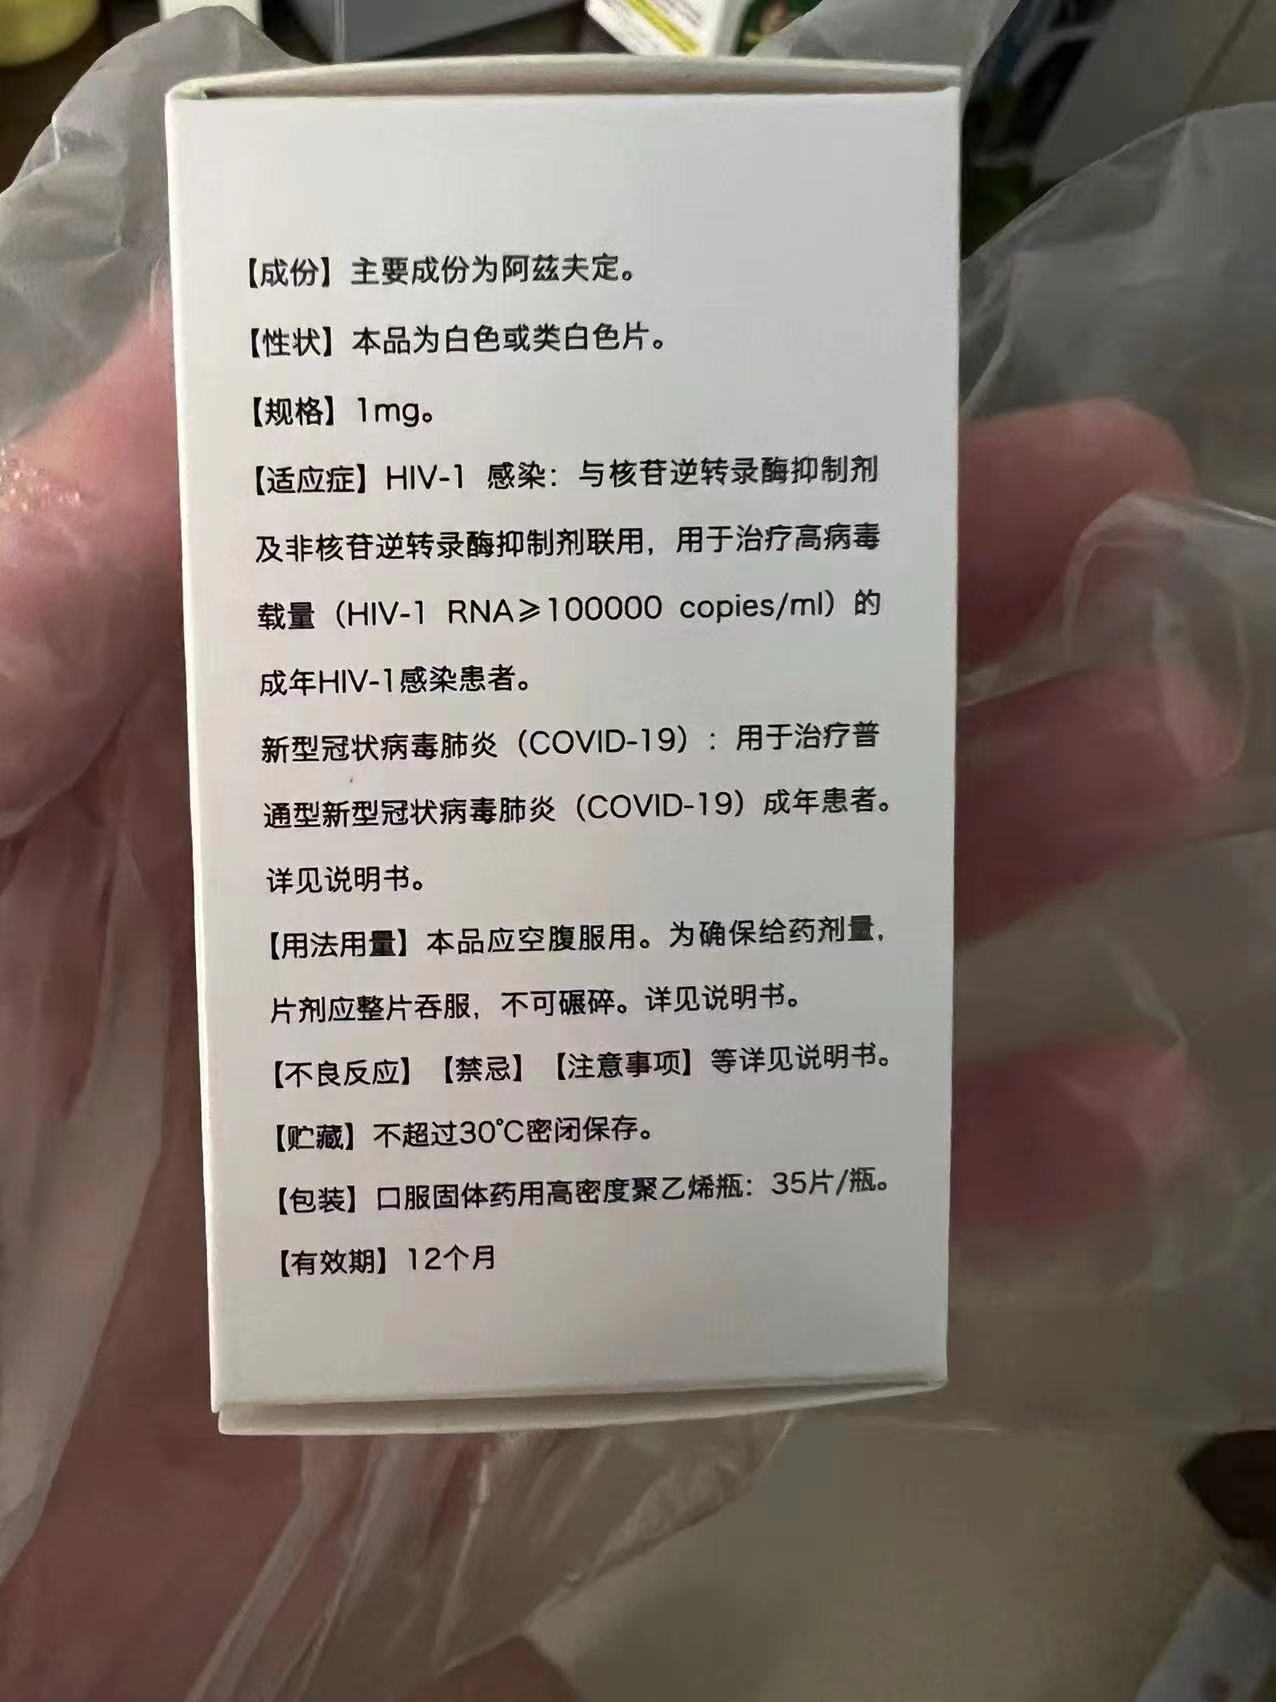 【成份】主要成份为阿兹夫定。
【性状】本品为白色或类白色片。
【规格】1mg。
【适应症】HIV-1 感染：与核苷逆转录酶抑制剂
及非核苷逆转录酶抑制剂联用，用于治疗高病毒
载量（HIV-1 RNA≥100000 copies/ml）的
成年HIV-1感染患者。
新型冠状病毒肺炎（COVID-19）：用于治疗普
通型新型冠状病毒肺炎（COVID-19）成年患者。
详见说明书。
【用法用量】本品应空腹服用。为确保给药剂量，
片剂应整片吞服，不可碾碎。详见说明书。
【不良反应】【禁忌】【注意事项】等详见说明书。
【贮藏】不超过30℃密闭保存。
【包装】口服固体药用高密度聚乙烯瓶：35片/瓶。
【有效期】12个月